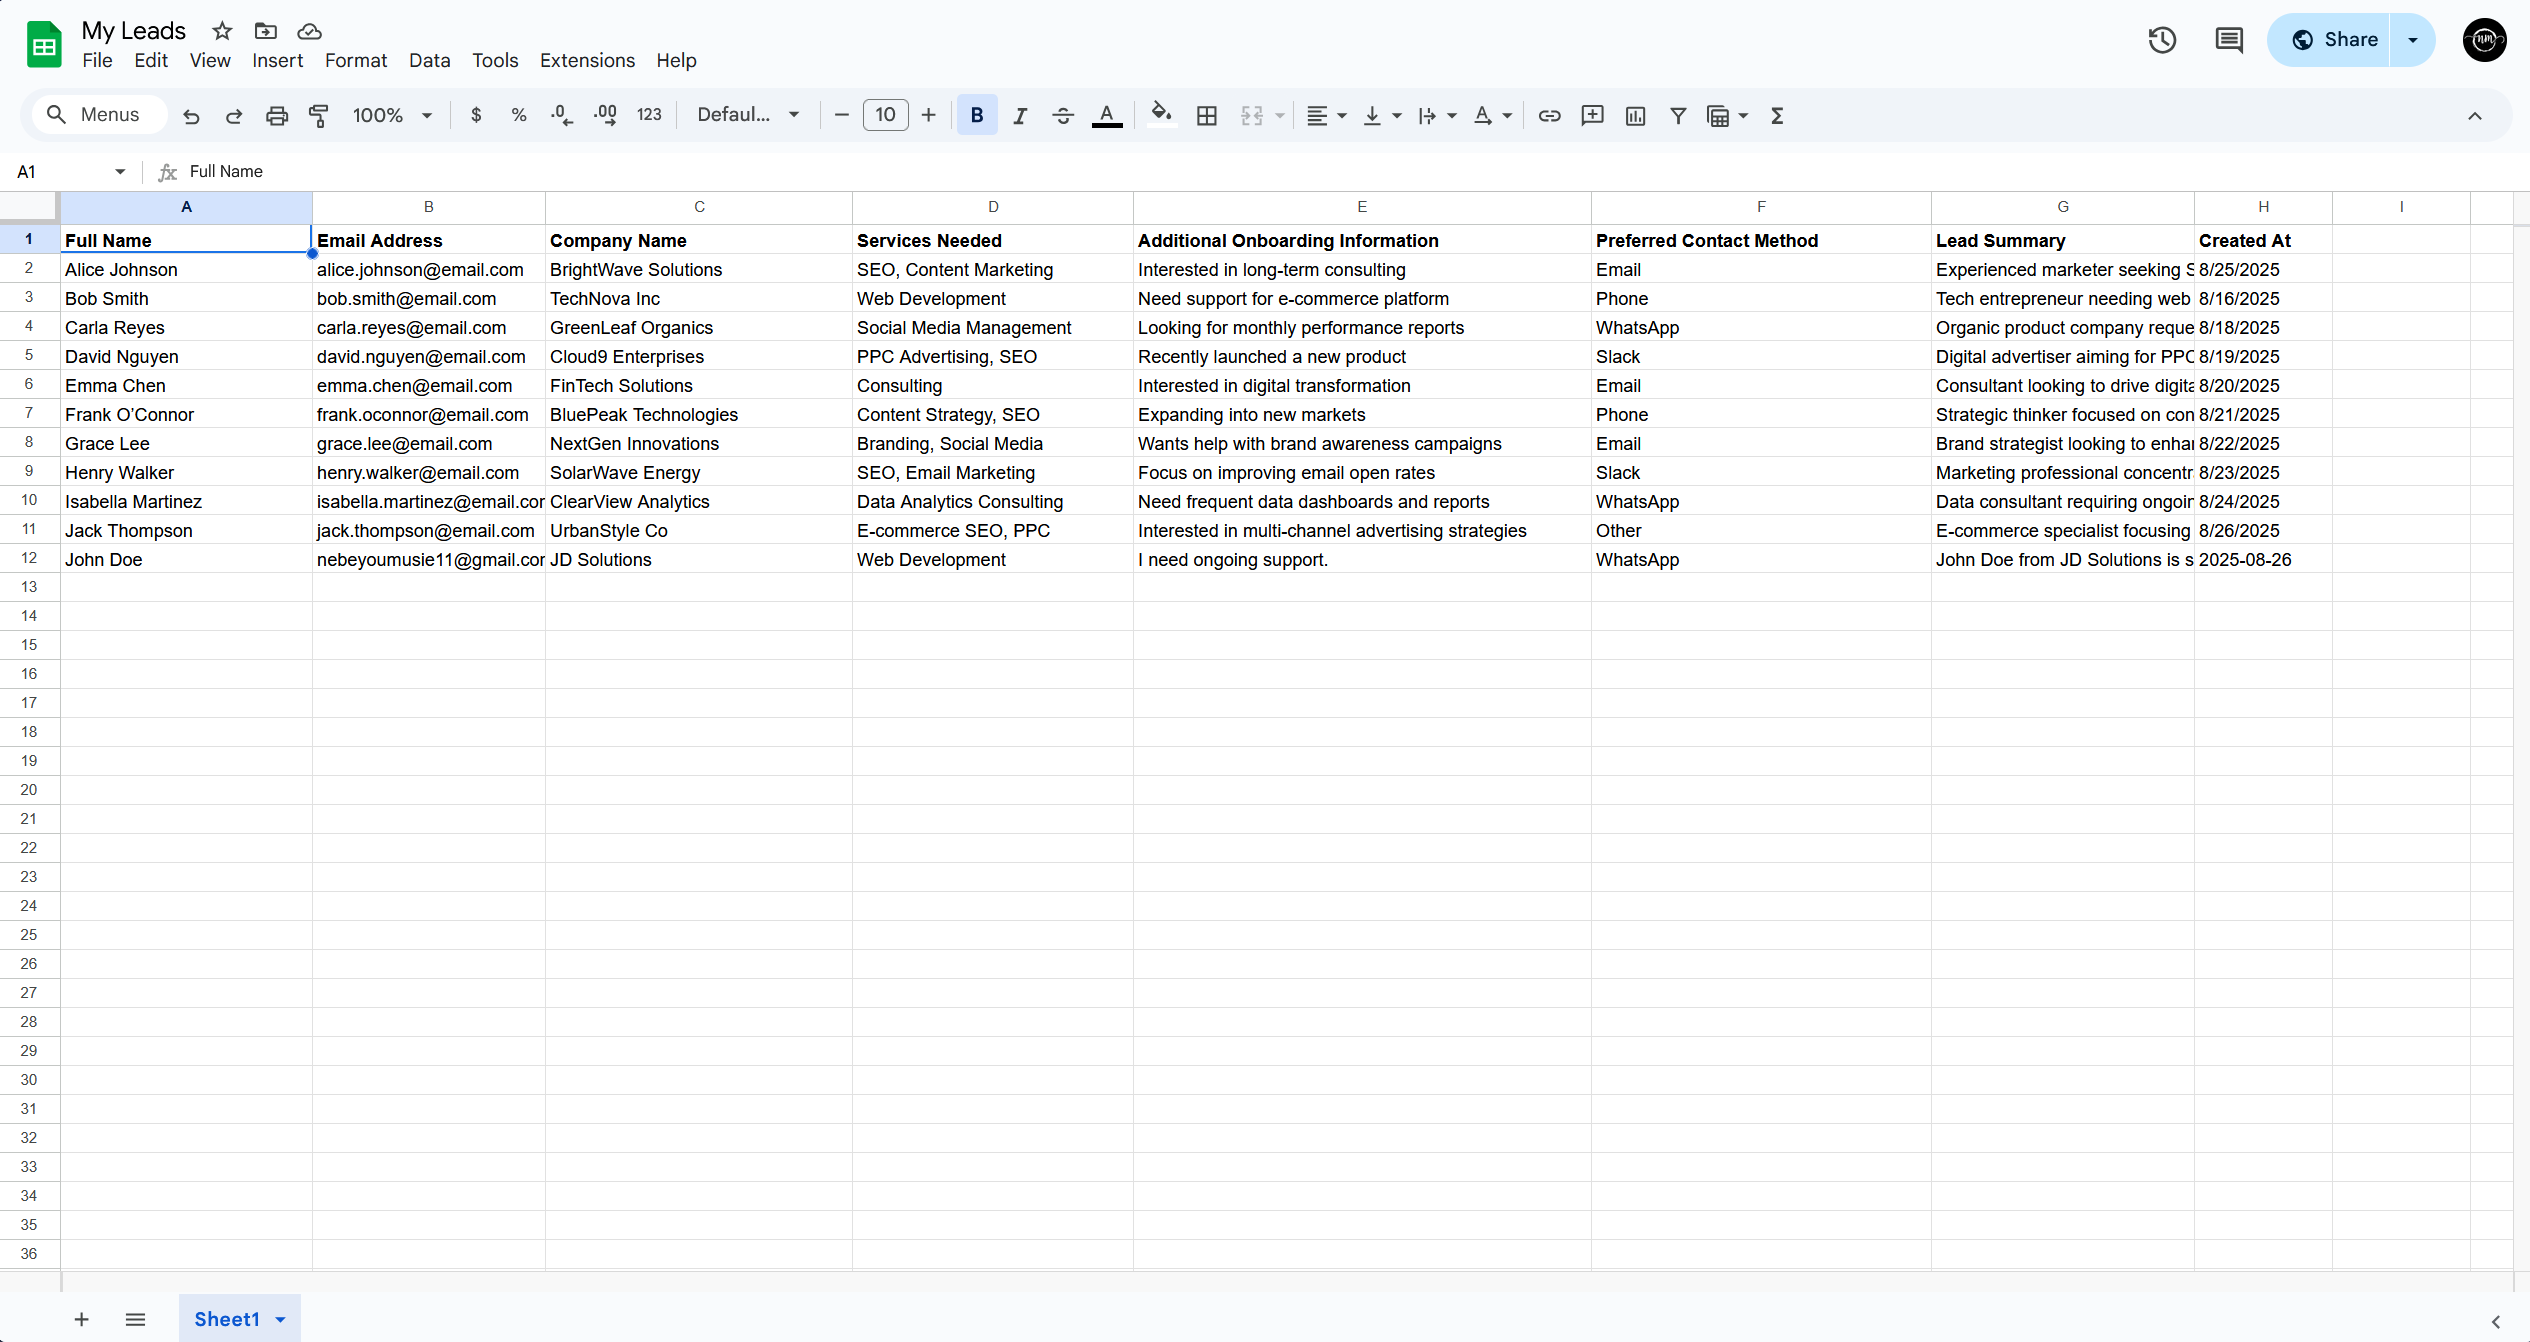 My Leads
File Edit View Insert Format Data Tools Extensions Help
Share
Menus 100% $ % .0 .00 123 Defaul... 10 B I A A
A1 fx Full Name
A B C D E F G H I
1 Full Name Email Address Company Name Services Needed Additional Onboarding Information Preferred Contact Method Lead Summary Created At
2 Alice Johnson alice.johnson@email.com BrightWave Solutions SEO, Content Marketing Interested in long-term consulting Email Experienced marketer seeking S 8/25/2025
3 Bob Smith bob.smith@email.com TechNova Inc Web Development Need support for e-commerce platform Phone Tech entrepreneur needing web 8/16/2025
4 Carla Reyes carla.reyes@email.com GreenLeaf Organics Social Media Management Looking for monthly performance reports WhatsApp Organic product company reque 8/18/2025
5 David Nguyen david.nguyen@email.com Cloud9 Enterprises PPC Advertising, SEO Recently launched a new product Slack Digital advertiser aiming for PPC 8/19/2025
6 Emma Chen emma.chen@email.com FinTech Solutions Consulting Interested in digital transformation Email Consultant looking to drive digita 8/20/2025
7 Frank O’Connor frank.oconnor@email.com BluePeak Technologies Content Strategy, SEO Expanding into new markets Phone Strategic thinker focused on con 8/21/2025
8 Grace Lee grace.lee@email.com NextGen Innovations Branding, Social Media Wants help with brand awareness campaigns Email Brand strategist looking to enha 8/22/2025
9 Henry Walker henry.walker@email.com SolarWave Energy SEO, Email Marketing Focus on improving email open rates Slack Marketing professional concentr 8/23/2025
10 Isabella Martinez isabella.martinez@email.cor ClearView Analytics Data Analytics Consulting Need frequent data dashboards and reports WhatsApp Data consultant requiring ongoin 8/24/2025
11 Jack Thompson jack.thompson@email.com UrbanStyle Co E-commerce SEO, PPC Interested in multi-channel advertising strategies Other E-commerce specialist focusing 8/26/2025
12 John Doe nebeyoumusie11@gmail.cor JD Solutions Web Development I need ongoing support. WhatsApp John Doe from JD Solutions is s 2025-08-26
13
14
15
16
17
18
19
20
21
22
23
24
25
26
27
28
29
30
31
32
33
34
35
36
Sheet1